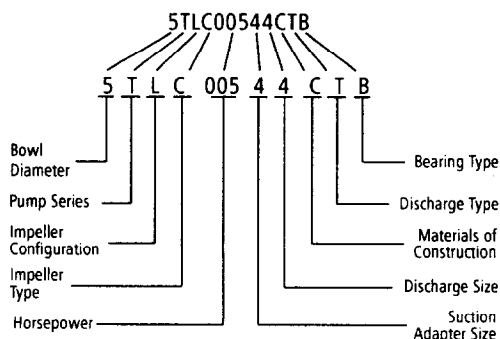 5TLC00544CTB
5 T L C 005 4 4 C T B
Bowl
Diameter
Pump Series
Impeller
Configuration
Impeller
Type
Horsepower
Bearing Type
Discharge Type
Materials of
Construction
Discharge Size
Suction
Adapter Size